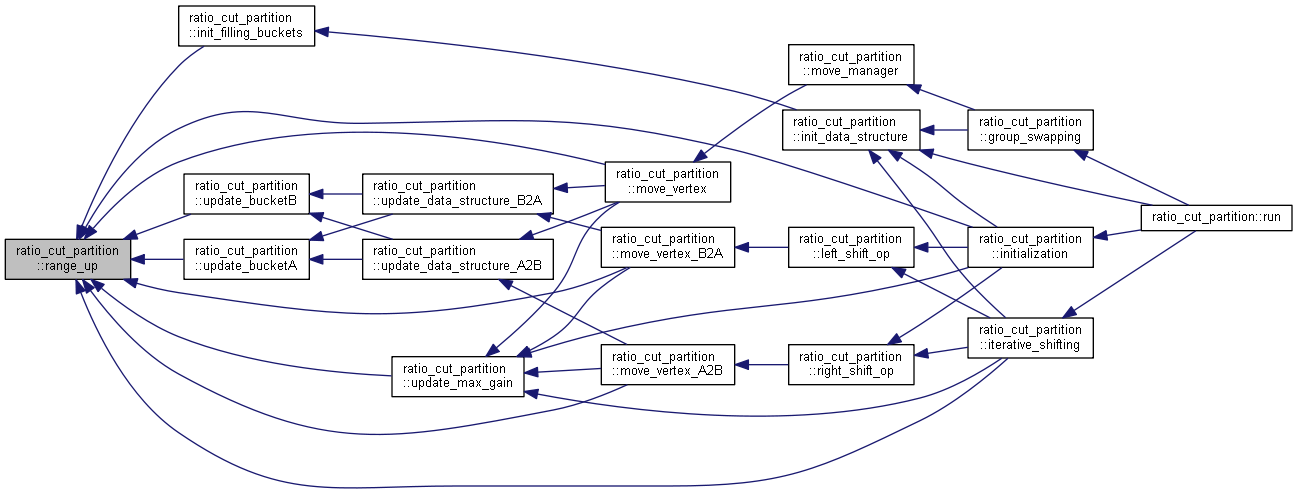 ratio_cut_partition
::init_filling_buckets
ratio_cut_partition
::move_manager
ratio_cut_partition
::init_data_structure
ratio_cut_partition
::group_swapping
ratio_cut_partition
::move_vertex
ratio_cut_partition
::update_bucketB
ratio_cut_partition
::update_data_structure_B2A
ratio_cut_partition::run
ratio_cut_partition
::range_up
ratio_cut_partition
::update_bucketA
ratio_cut_partition
::update_data_structure_A2B
ratio_cut_partition
::move_vertex_B2A
ratio_cut_partition
::left_shift_op
ratio_cut_partition
::initialization
ratio_cut_partition
::iterative_shifting
ratio_cut_partition
::update_max_gain
ratio_cut_partition
::move_vertex_A2B
ratio_cut_partition
::right_shift_op